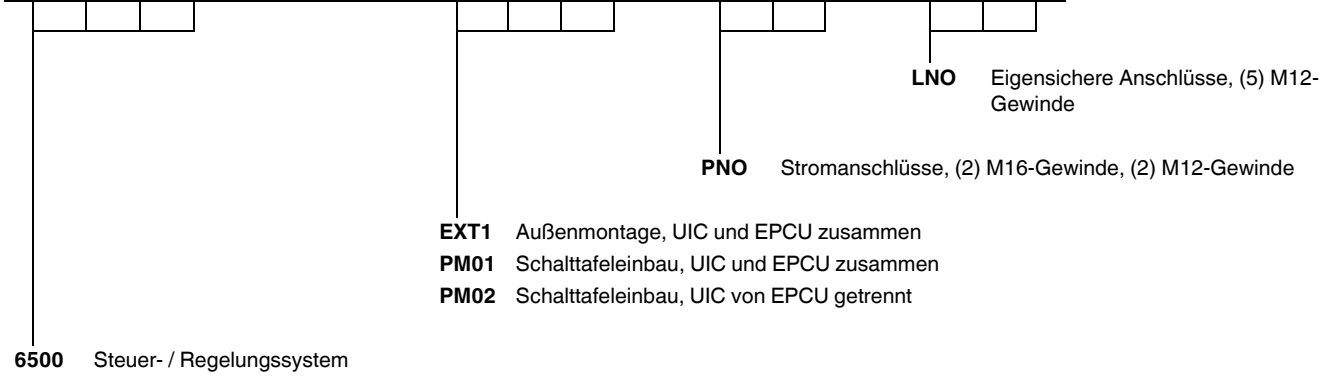 LNO Eigensichere Anschlüsse, (5) M12-
Gewinde
PNO Stromanschlüsse, (2) M16-Gewinde, (2) M12-Gewinde
EXT1 Außenmontage, UIC und EPCU zusammen
PM01 Schalttafeleinbau, UIC und EPCU zusammen
PM02 Schalttafeleinbau, UIC von EPCU getrennt
6500 Steuer- / Regelungssystem